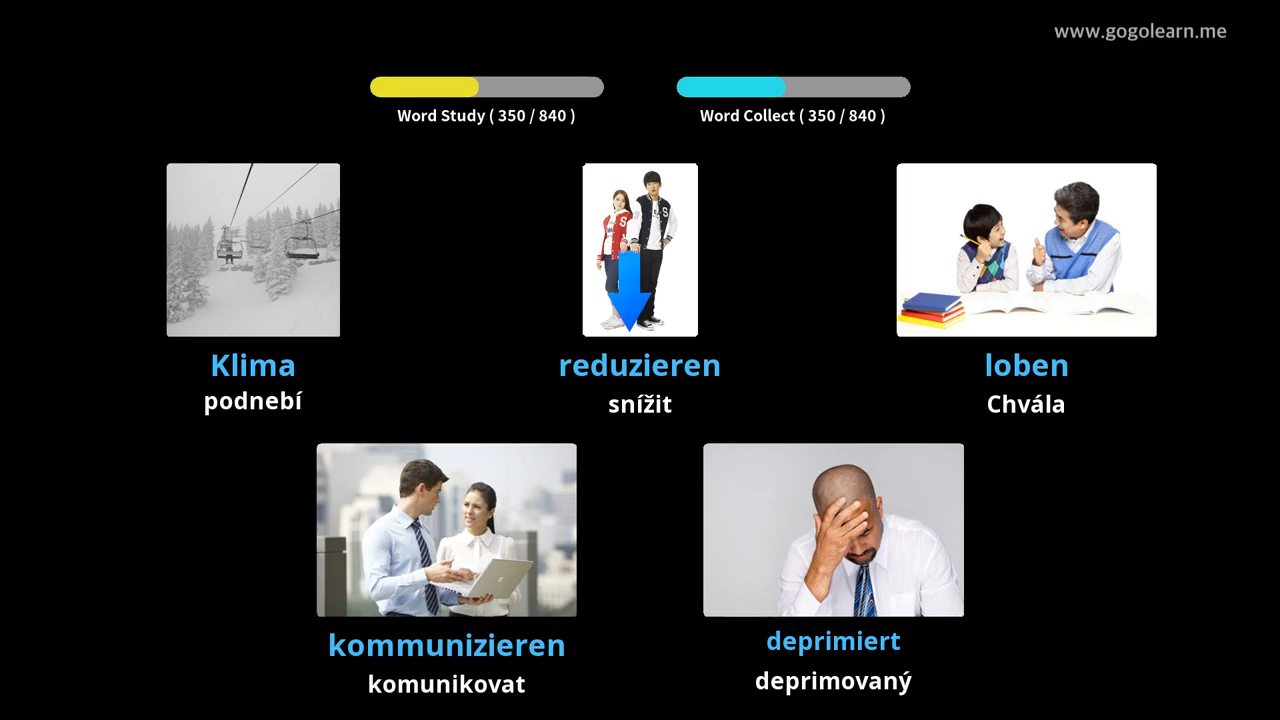 www.gogolearn.me
Word Study ( 350 / 840 )
Word Collect ( 350 / 840 )
Klima
podnebí
reduzieren
snížit
loben
Chvála
kommunizieren
komunikovat
deprimiert
deprimovaný